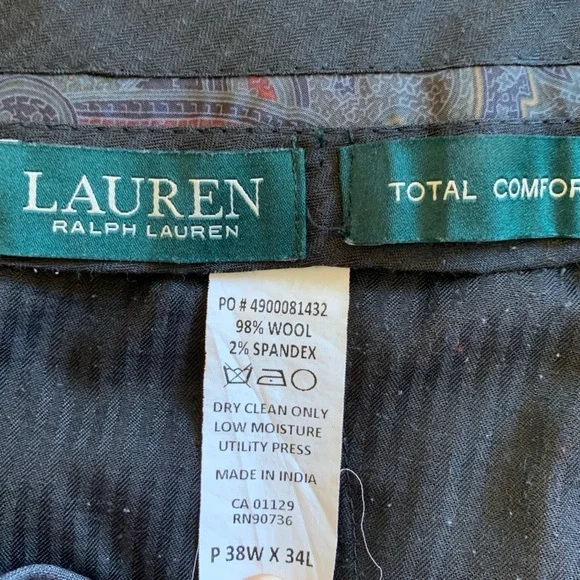 LAUREN
RALPH LAUREN
TOTAL COMFOR
PO # 4900081432
98% WOOL
2% SPANDEX
DRY CLEAN ONLY
LOW MOISTURE
UTILITY PRESS
MADE IN INDIA
CA 01129
RN90736
P 38W X 34L